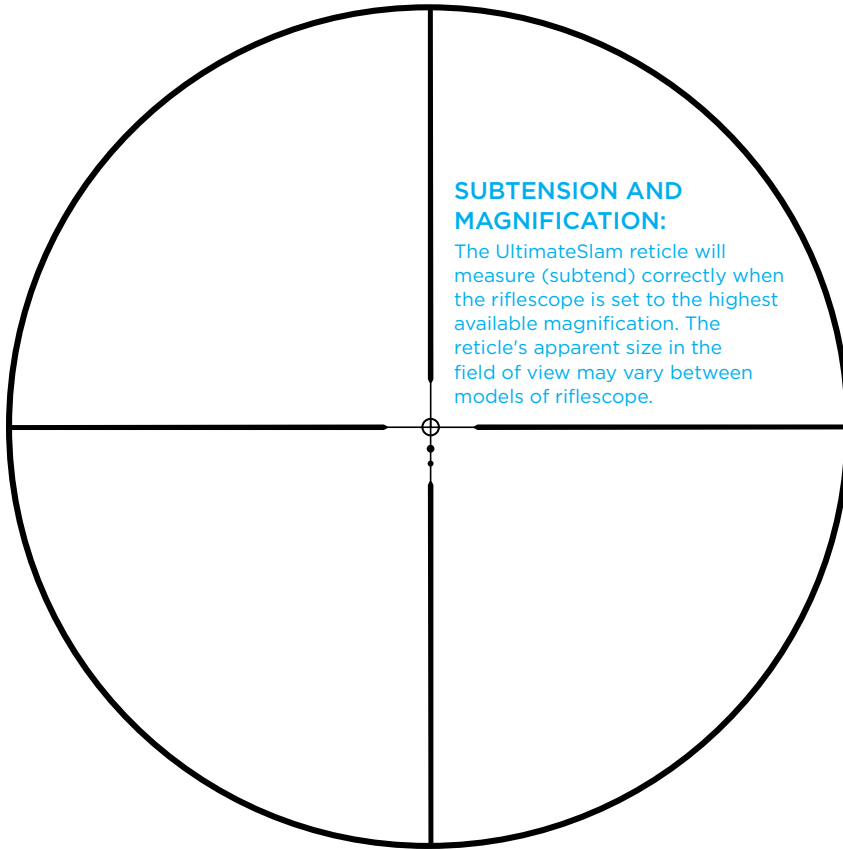 SUBTENSION AND
MAGNIFICATION:
The UltimateSlam reticle will
measure (subtend) correctly when
the riflescope is set to the highest
available magnification. The
reticle's apparent size in the
field of view may vary between
models of riflescope.